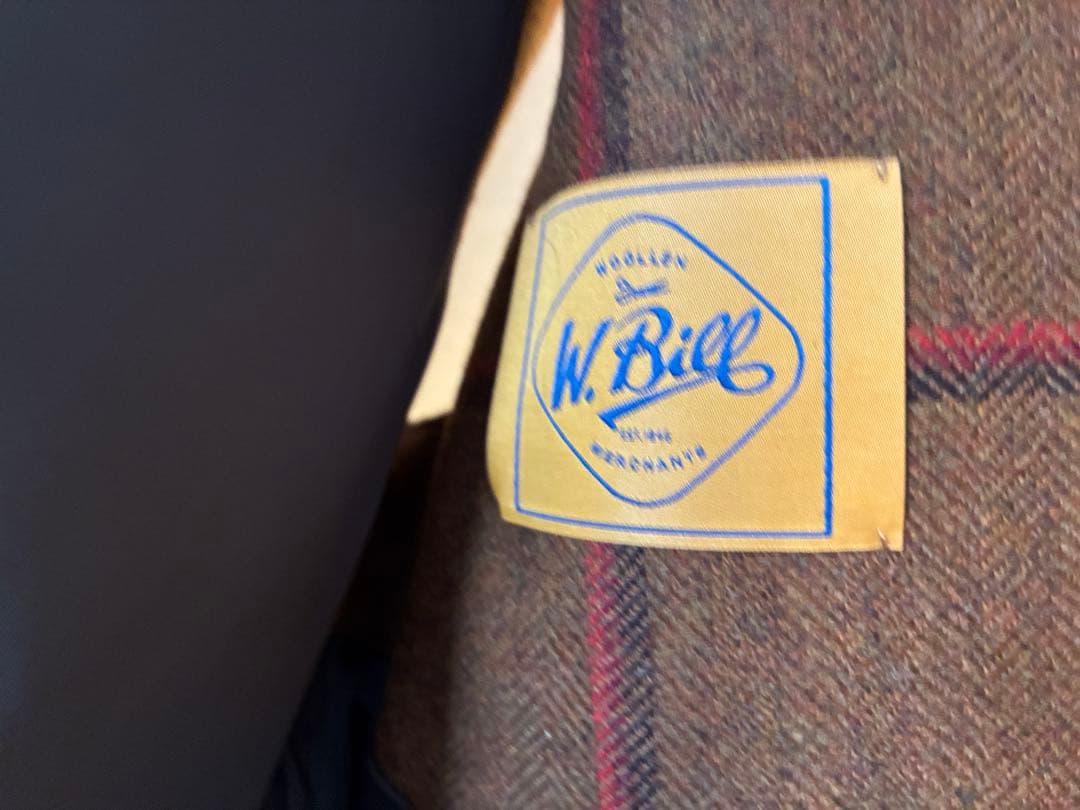 WOOLLEN
W. Bill
EST. 1846
MERCHANTS